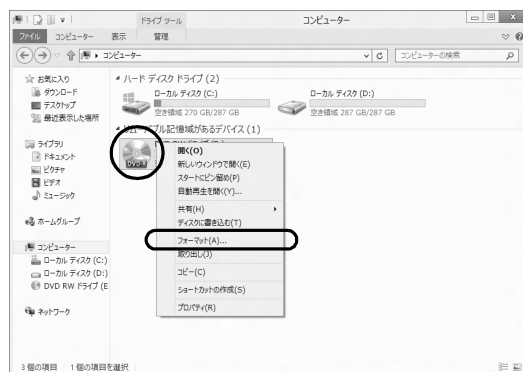 ドライブ ツール
コンピューター
ファイル
コンピューター
表示
管理
コンピューター
コンピューターの検索
お気に入り
ダウンロード
デスクトップ
最近表示した場所
ライブラリ
ドキュメント
ピクチャ
ビデオ
ミュージック
ホームグループ
コンピューター
ローカル ディスク (C:)
ローカル ディスク (D:)
DVD RW ドライブ (E
ネットワーク
ハード ディスク ドライブ (2)
ローカル ディスク (C:)
空き領域 270 GB/287 GB
ローカル ディスク (D:)
空き領域 287 GB/287 GB
ブル記憶域があるデバイス (1)
DVD-R
開く(O)
新しいウィンドウで開く(E)
スタートにピン留め(P)
自動再生を開く(Y)...
共有(H)
ディスクに書き込む(T)
フォーマット(A)...
取り出し(J)
コピー(C)
ショートカットの作成(S)
プロパティ(R)
3 個の項目
1 個の項目を選択